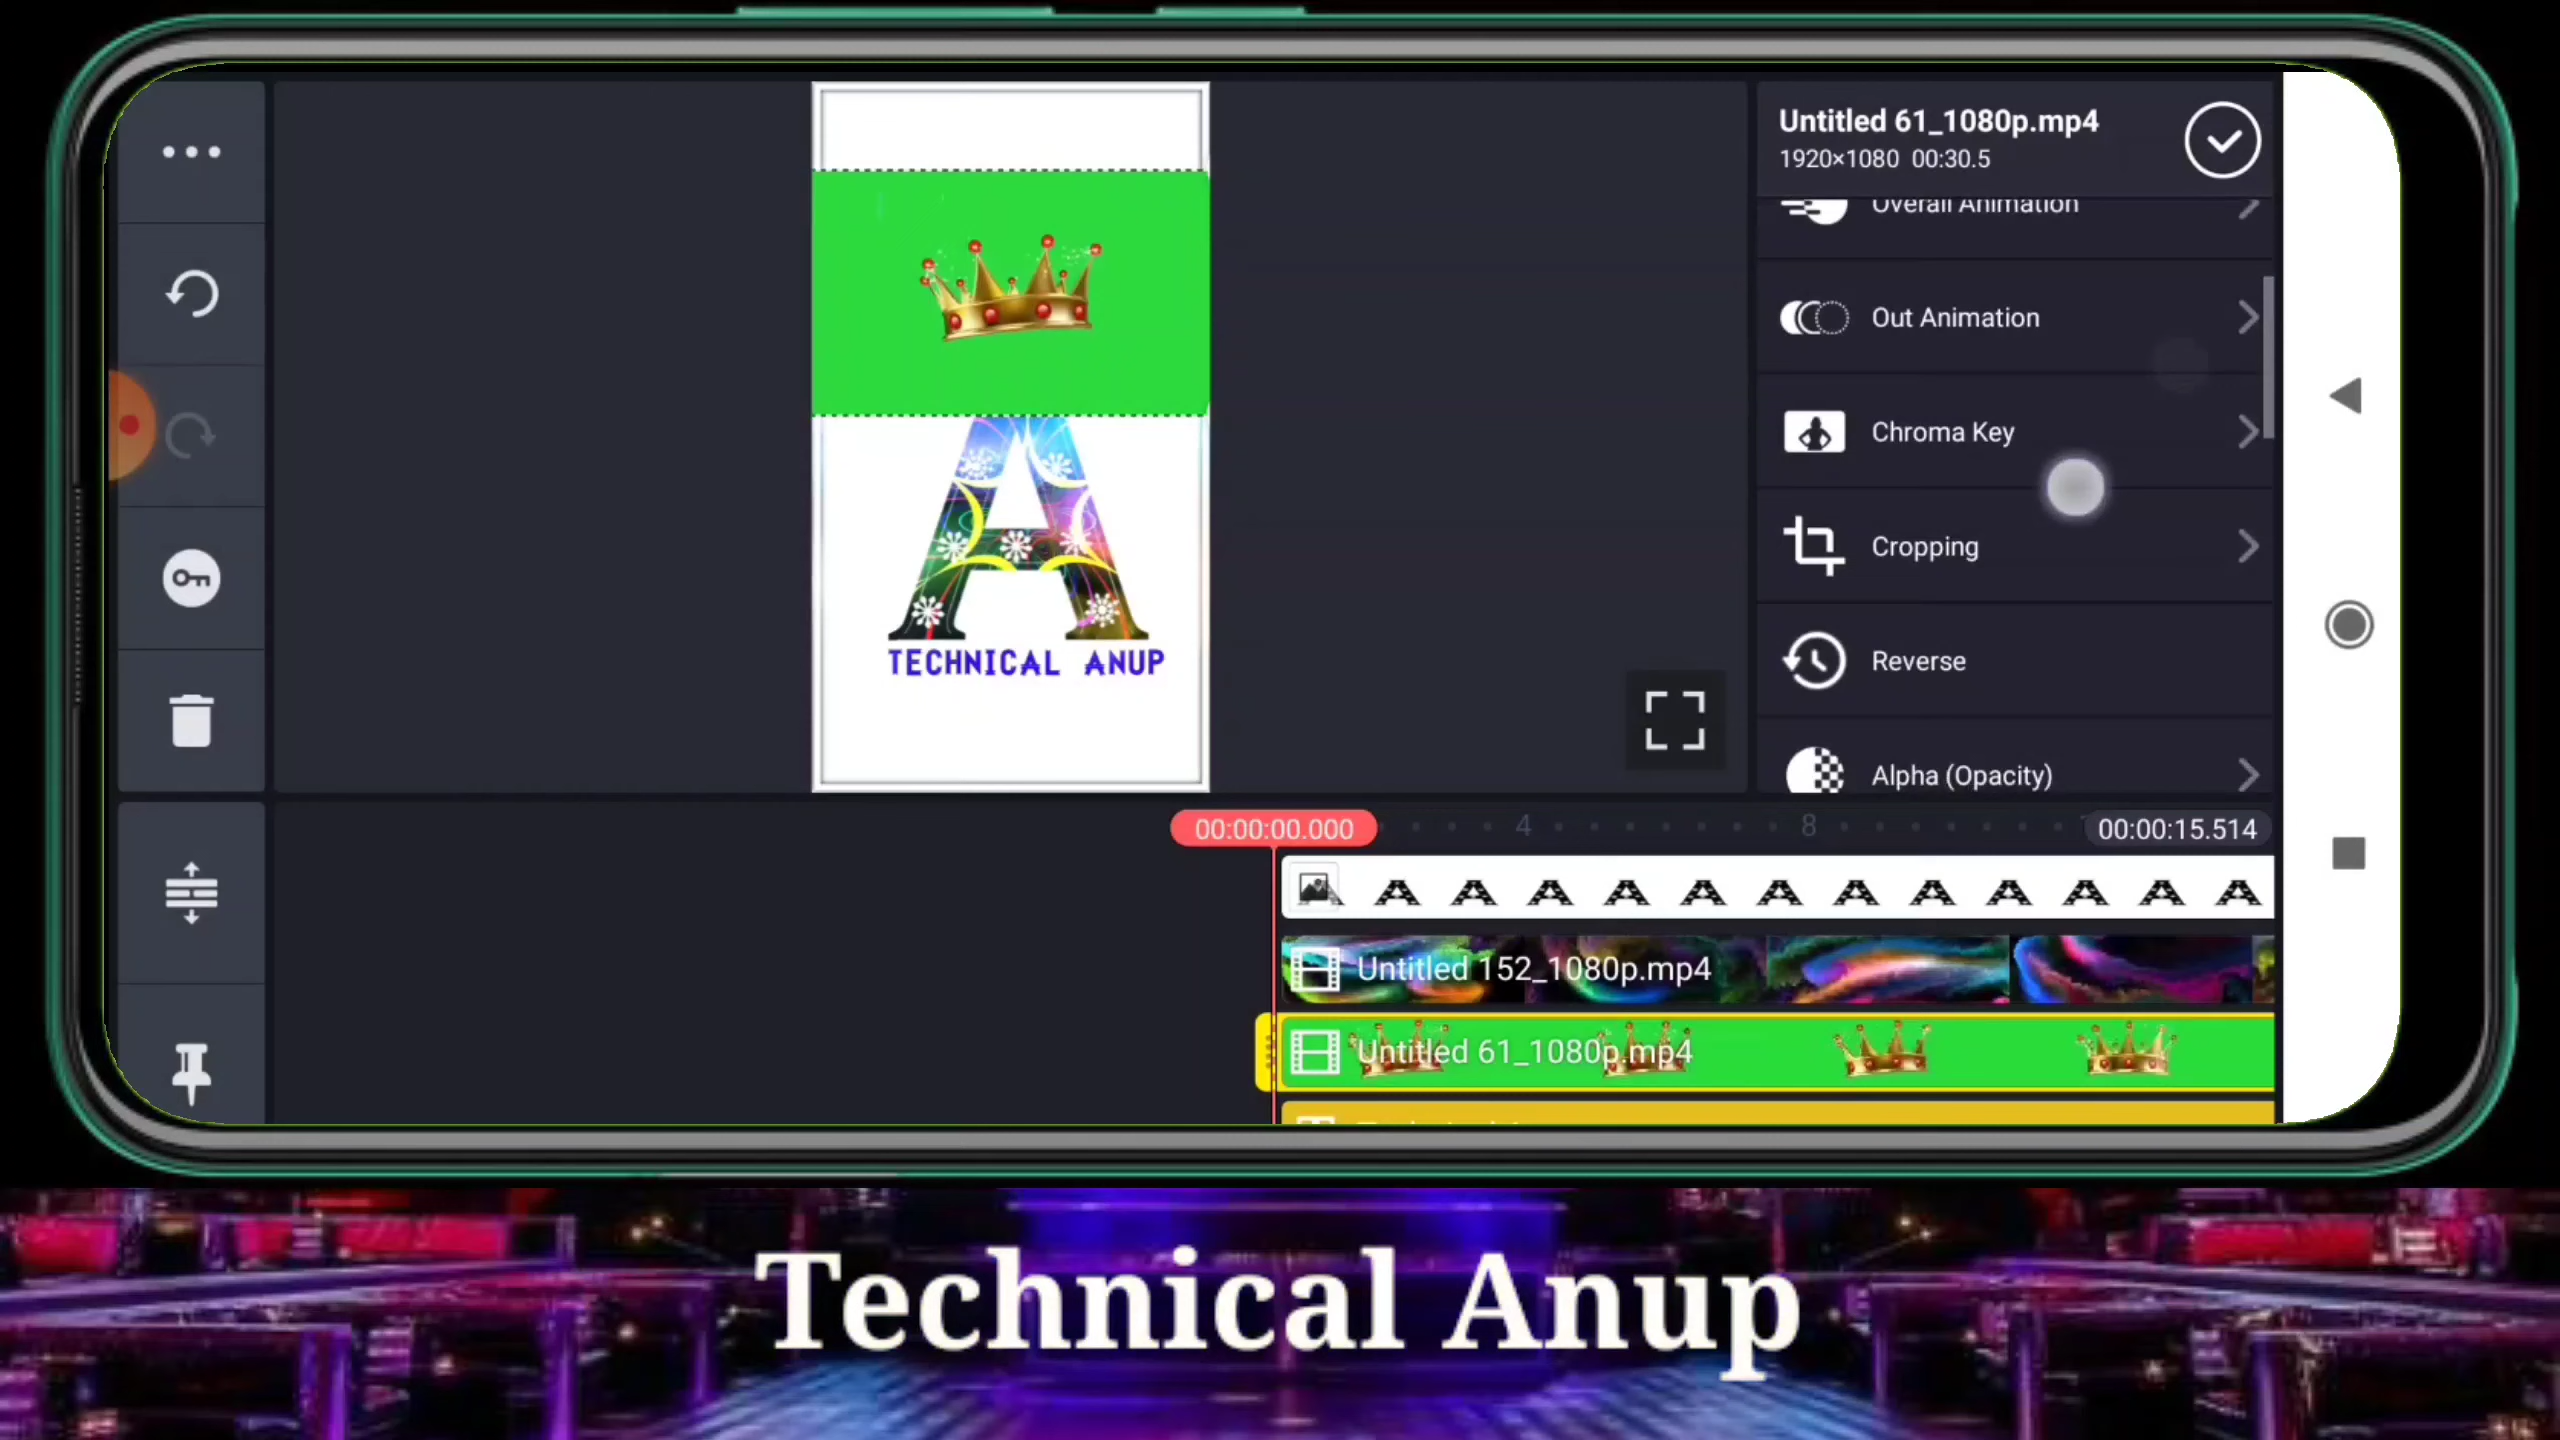 Untitled 61_1080p.mp4
1920×1080 00:30.5
Overall Animation
Out Animation
Chroma Key
Cropping
Reverse
Alpha (Opacity)
A
TECHNICAL ANUP
00:00:00.000
4
8
00:00:15.514
Untitled 152_1080p.mp4
Untitled 61_1080p.mp4
Technical Anup